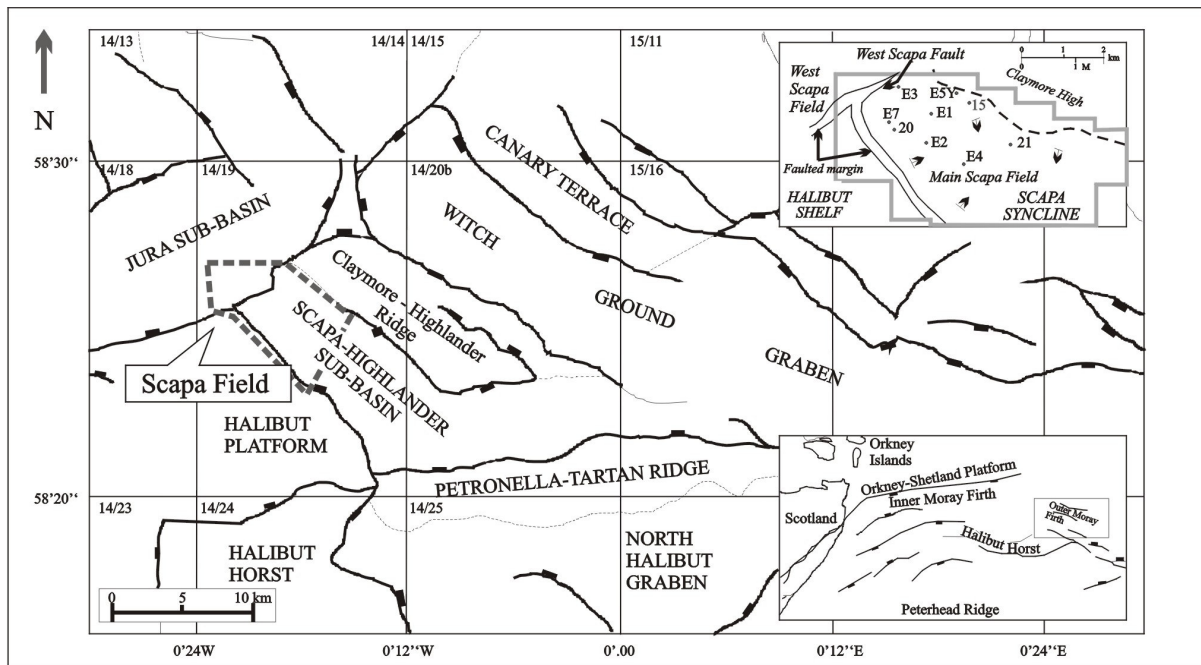 14/13
14/14
14/15
15/11
N
58'30'‘
14/18
14/19
14/20b
15/16
CANARY TERRACE
WITCH
JURA SUB-BASIN
GROUND
Claymore - Highlander
Ridge
SCAPA-HIGHLANDER
SUB-BASIN
GRABEN
Scapa Field
HALIBUT
PLATFORM
PETRONELLA-TARTAN RIDGE
58'20'‘
14/23
14/24
14/25
HALIBUT
HORST
NORTH
HALIBUT
GRABEN
0
5
10 km
0'24W
0'12'‘W
0'.00
0'12'‘E
0'24'‘E
West Scapa Fault
0 1 2
1 M km
West
Scapa
Field
Claymore High
E3
E5Y
15
E1
E7
20
E2
21
E4
Faulted margin
Main Scapa Field
HALIBUT
SHELF
SCAPA
SYNCLINE
Orkney
Islands
Orkney-Shetland Platform
Inner Moray Firth
Scotland
Outer Moray
Firth
Halibut Horst
Peterhead Ridge